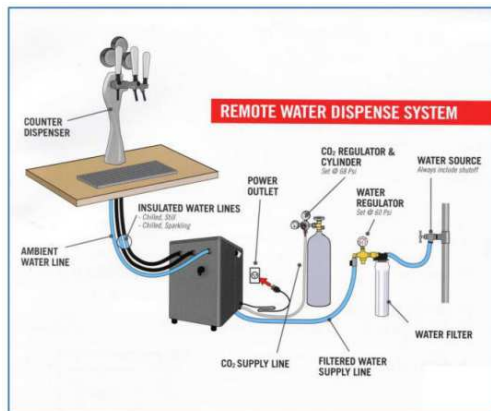 REMOTE WATER DISPENSE SYSTEM
COUNTER
DISPENSER
CO₂ REGULATOR &
CYLINDER
Set @ 68 Psi
WATER SOURCE
Always include shutoff
POWER
OUTLET
WATER
REGULATOR
Set @ 60 Psi
INSULATED WATER LINES
- Chilled, Still
- Chilled, Sparkling
AMBIENT
WATER LINE
WATER FILTER
CO₂ SUPPLY LINE
FILTERED WATER
SUPPLY LINE